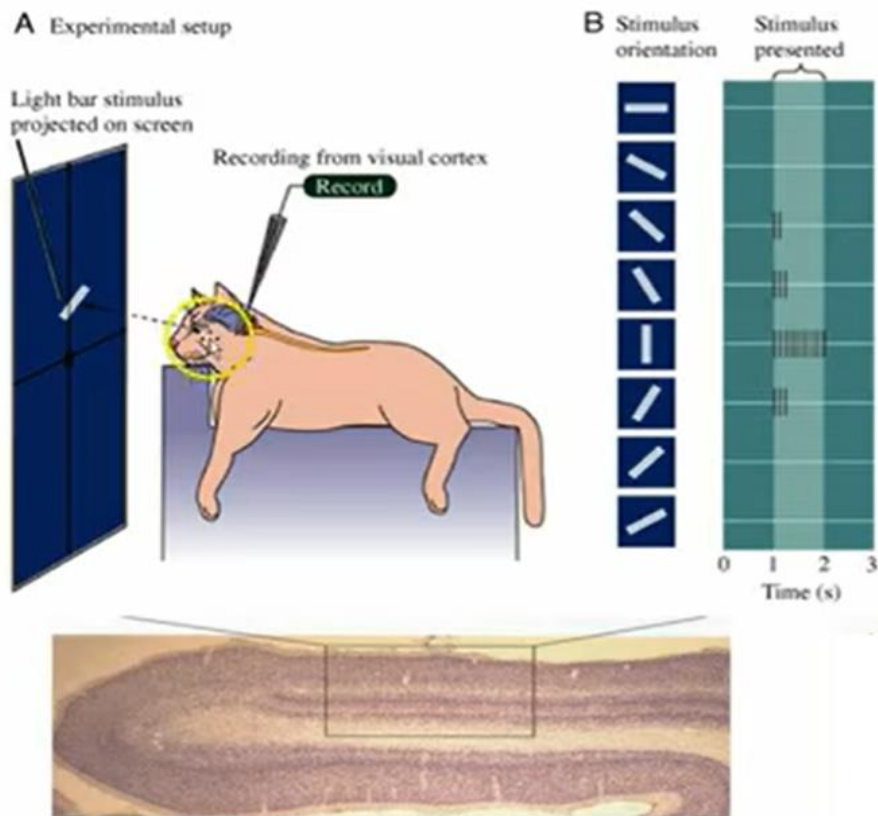 A Experimental setup
Light bar stimulus
projected on screen
Recording from visual cortex
Record
B Stimulus
orientation
Stimulus
presented
0 1 2 3
Time (s)